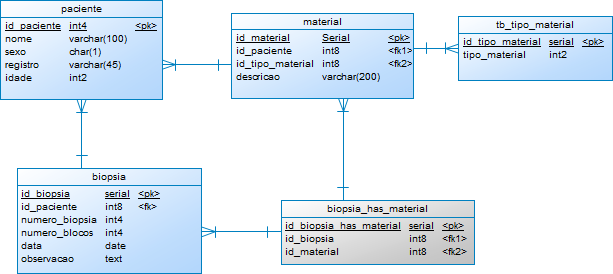 paciente
id_paciente int4 <pk>
nome varchar(100)
sexo char(1)
registro varchar(45)
idade int2
material
id_material Serial <pk>
id_paciente int8 <fk1>
id_tipo_material int8 <fk2>
descricao varchar(200)
tb_tipo_material
id_tipo_material serial <pk>
tipo_material int2
biopsia
id_biopsia serial <pk>
id_paciente int8 <fk>
numero_biopsia int4
numero_blocos int4
data date
observacao text
biopsia_has_material
id_biopsia_has_material serial <pk>
id_biopsia int8 <fk1>
id_material int8 <fk2>